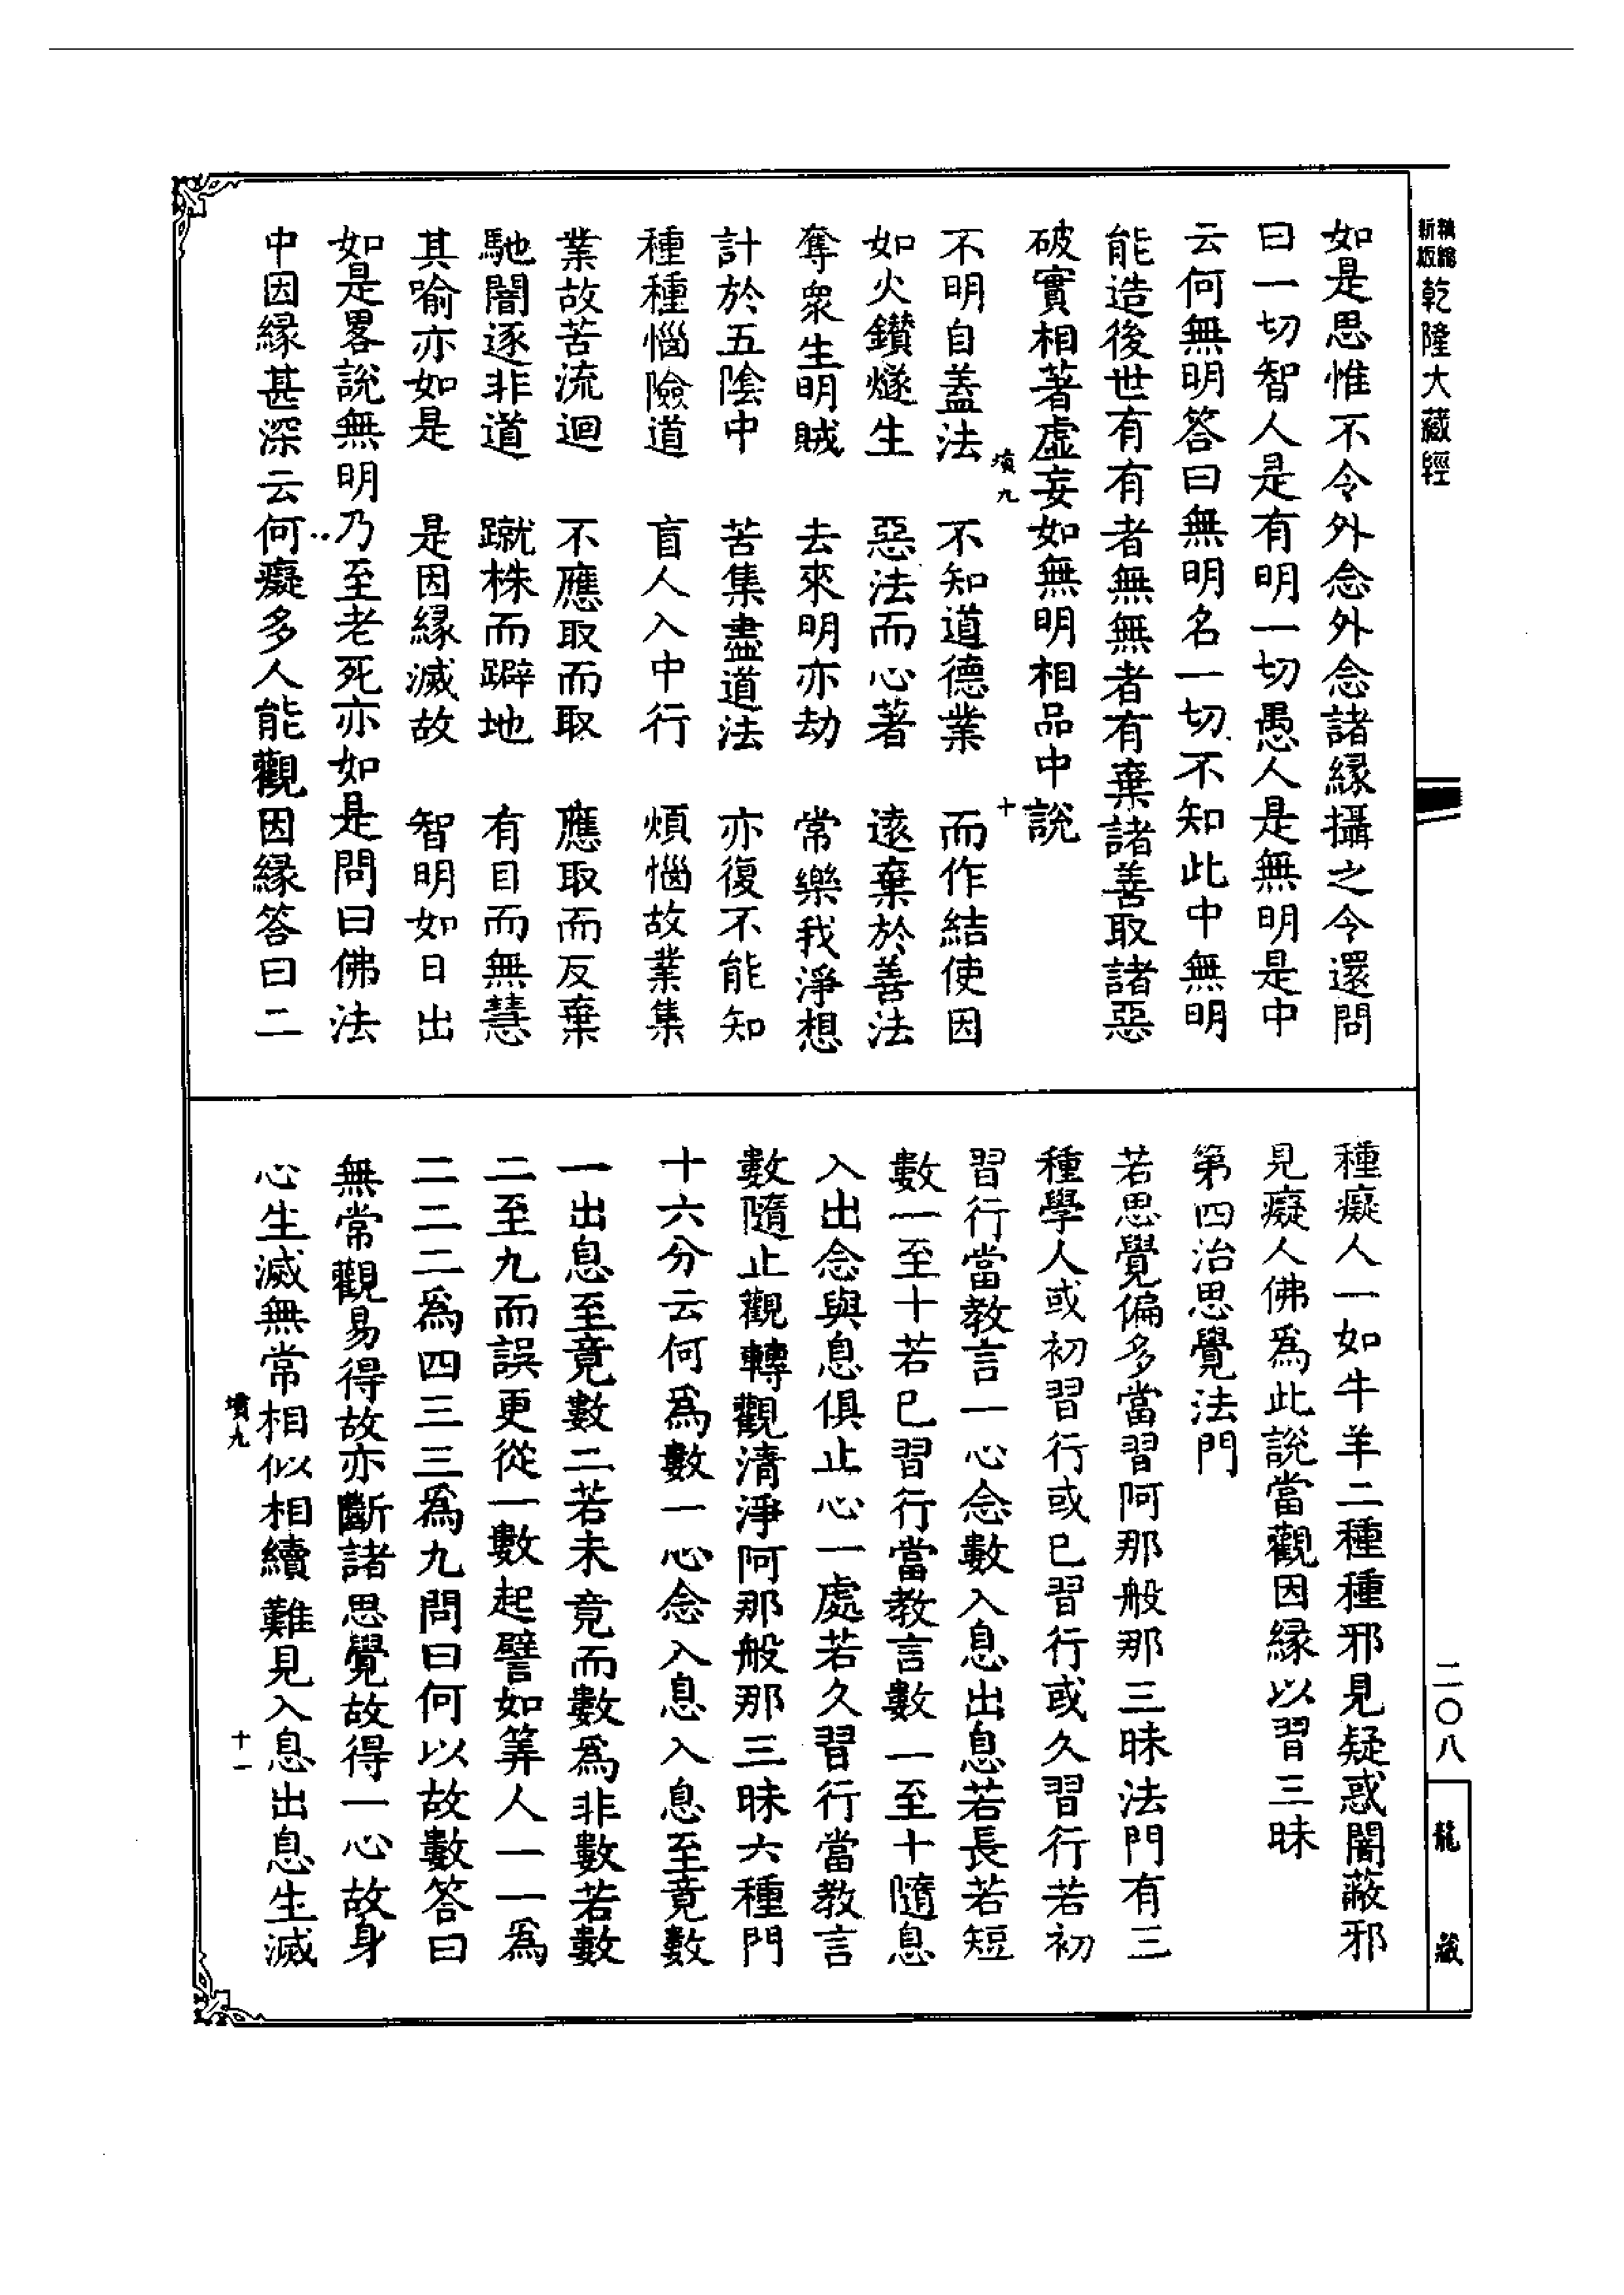 新編
新版
乾隆大藏經
如是思惟不令外念外念諸緣攝之令還問
曰一切智人是有明一切愚人是無明是中
云何無明答曰無明名一切不知此中無明
能造後世有有者無無者有棄諸善取諸惡
破實相著虛妄如無明相品中說
墳九
十
不明自蓋法　不知道德業　而作結使因
如火鑽燧生　惡法而心著　遠棄於善法
奪衆生明賊　去來明亦劫　常樂我淨想
計於五陰中　苦集盡道法　亦復不能知
種種惱險道　盲人入中行　煩惱故業集
業故苦流迴　不應取而取　應取而反棄
馳闇逐非道　蹴株而躃地　有目而無慧
其喻亦如是　是因緣滅故　智明如日出
如是畧說無明乃至老死亦如是問曰佛法
中因緣甚深云何癡多人能觀因緣答曰二
種癡人一如牛羊二種種邪見疑惑闇蔽邪
見癡人佛爲此說當觀因緣以習三昧
第四治思覺法門
若思覺偏多當習阿那般那三昧法門有三
種學人或初習行或已習行或久習行若初
習行當教言一心念數入息出息若長若短
數一至十若已習行當教言數一至十隨息
入出念與息俱止心一處若久習行當教言
數隨止觀轉觀清淨阿那般那三昧六種門
十六分云何爲數一心念入息入息至竟數
一出息至竟數二若未竟而數爲非數若數
二至九而誤更從一數起譬如筭人一一爲
二二二爲四三三爲九問曰何以故數答曰
無常觀易得故亦斷諸思覺故得一心故身
心生滅無常相似相續難見入息出息生滅
墳九
十一
二〇八
龍藏